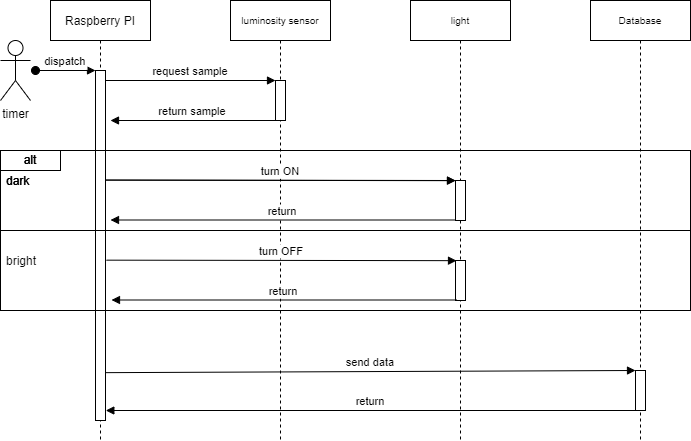 Raspberry PI
luminosity sensor
light
Database
dispatch
timer
request sample
return sample
alt
dark
turn ON
return
bright
turn OFF
return
send data
return